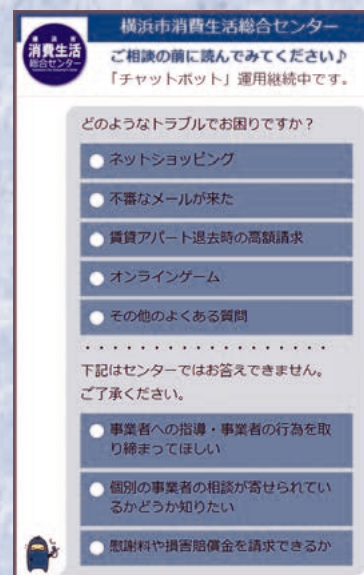 横浜市消費生活総合センター
横浜市
消費生活
総合センター
ご相談の前に読んでみてください♪
「チャットボット」運用継続中です。
どのようなトラブルでお困りですか？
ネットショッピング
不審なメールが来た
賃貸アパート退去時の高額請求
オンラインゲーム
その他のよくある質問
下記はセンターではお答えできません。
ご了承ください。
事業者への指導・事業者の行為を取
り締まってほしい
個別の事業者の相談が寄せられてい
るかどうか知りたい
慰謝料や損害賠償金を請求できるか